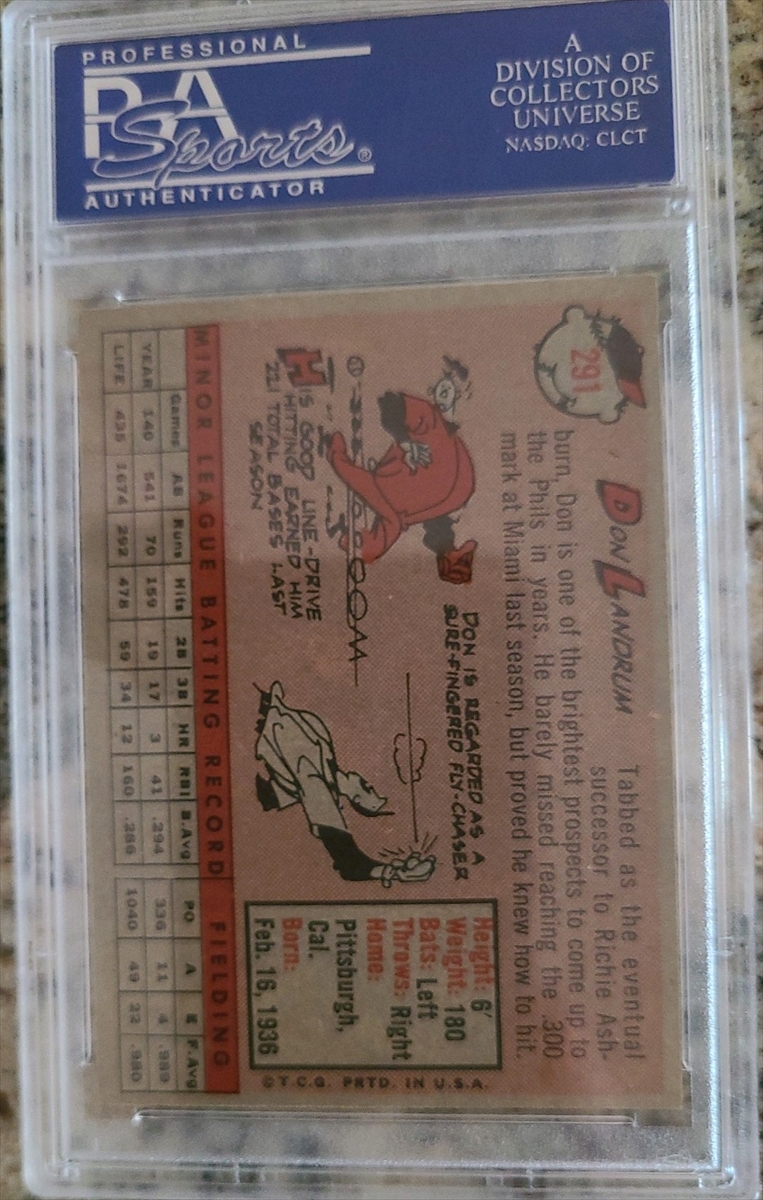 PROFESSIONAL
PSA
Sports®
AUTHENTICATOR
A
DIVISION OF
COLLECTORS
UNIVERSE
NASDAQ: CLCT
291
DON LANDRUM
Tabbed as the eventual
successor to Richie Ash-
burn, Don is one of the brightest prospects to come up to
the Phils in years. He barely missed reaching the .300
mark at Miami last season, but proved he knew how to hit.
DON IS REGARDED AS A
SURE-FINGERED FLY-CHASER
ZOOM
HIS GOOD LINE-DRIVE
HITTING EARNED HIM
221 TOTAL BASES LAST
SEASON
Height: 6'
Weight: 180
Bats: Left
Throws: Right
Home:
Pittsburgh,
Cal.
Born:
Feb. 16, 1936
©T.C.G. PRTD. IN U.S.A.
MINOR LEAGUE BATTING RECORD FIELDING
Games AB Runs Hits 2B 3B HR RBI B.Avg PO A E F.Avg
YEAR 140 541 70 159 19 17 3 41 .294 336 11 4 .989
LIFE 435 1674 292 478 59 34 12 160 .286 1040 49 22 .980